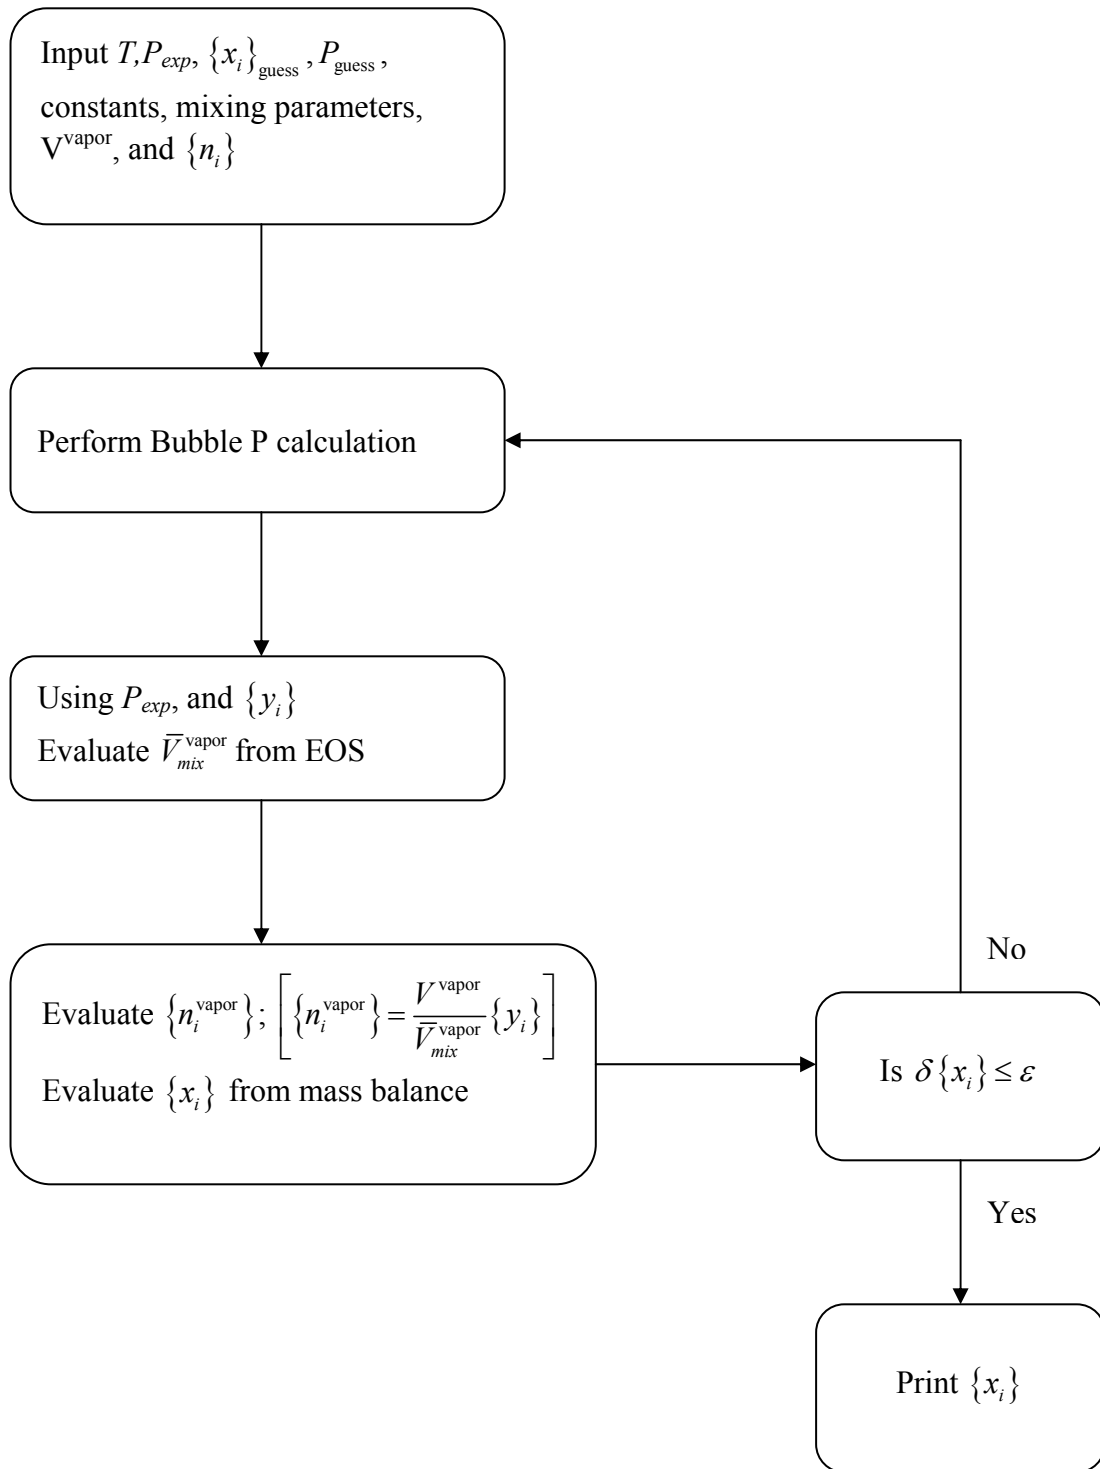 Input T, P_exp, {x_i}_guess, P_guess,
constants, mixing parameters,
V^vapor, and {n_i}
Perform Bubble P calculation
Using P_exp, and {y_i}
Evaluate V̅_mix^vapor from EOS
Evaluate {n_i^vapor}; [{n_i^vapor} = V^vapor / V̅_mix^vapor {y_i}]
Evaluate {x_i} from mass balance
No
Is δ{x_i} ≤ ε
Yes
Print {x_i}